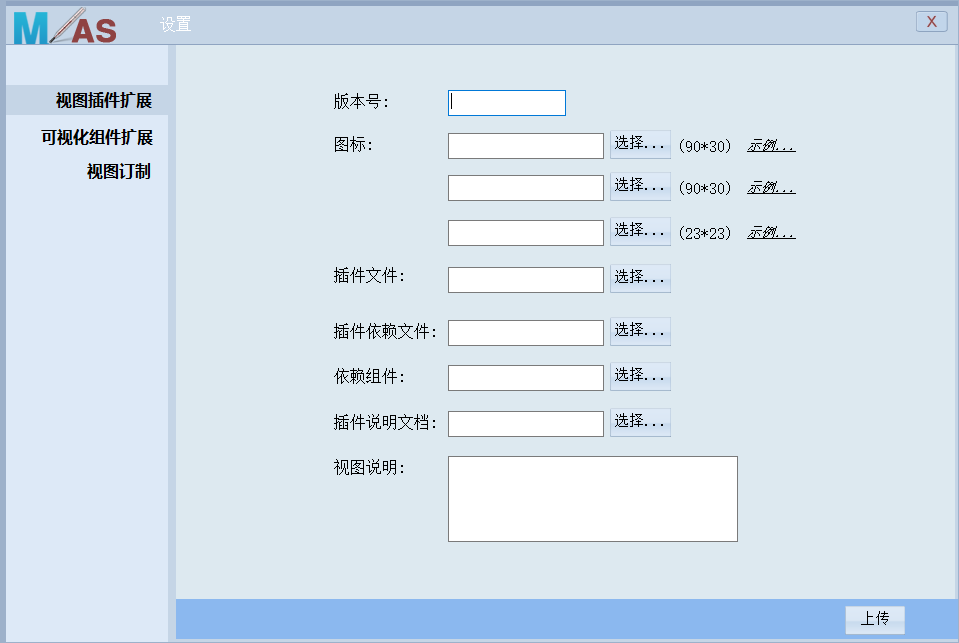 MAS 设置 X
视图插件扩展
可视化组件扩展
视图订制
版本号:
图标: 选择... (90*30) 示例...
选择... (90*30) 示例...
选择... (23*23) 示例...
插件文件: 选择...
插件依赖文件: 选择...
依赖组件: 选择...
插件说明文档: 选择...
视图说明:
上传